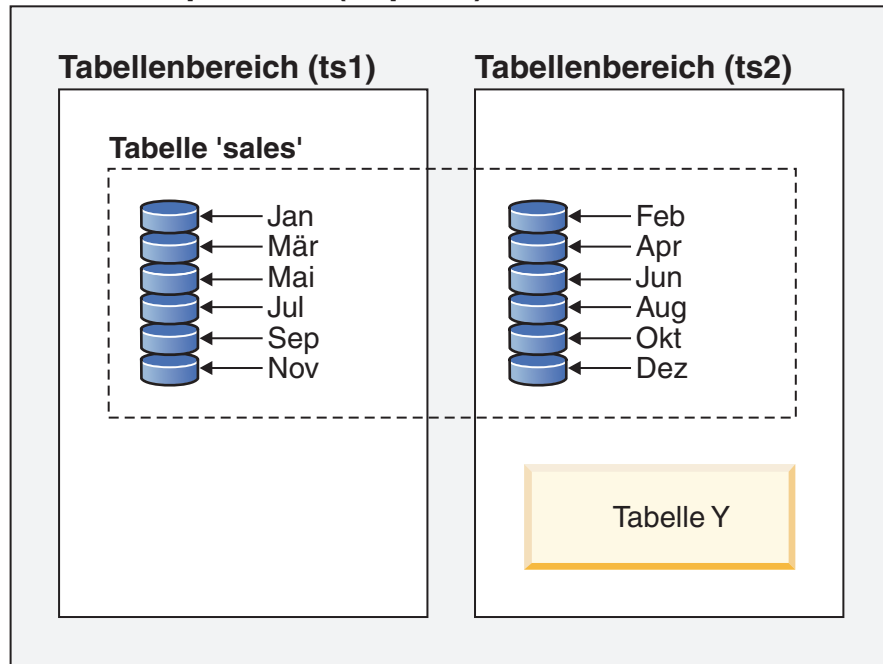 Tabellenbereich (ts1)
Tabellenbereich (ts2)
Tabelle 'sales'
Jan
Mär
Mai
Jul
Sep
Nov
Feb
Apr
Jun
Aug
Okt
Dez
Tabelle Y